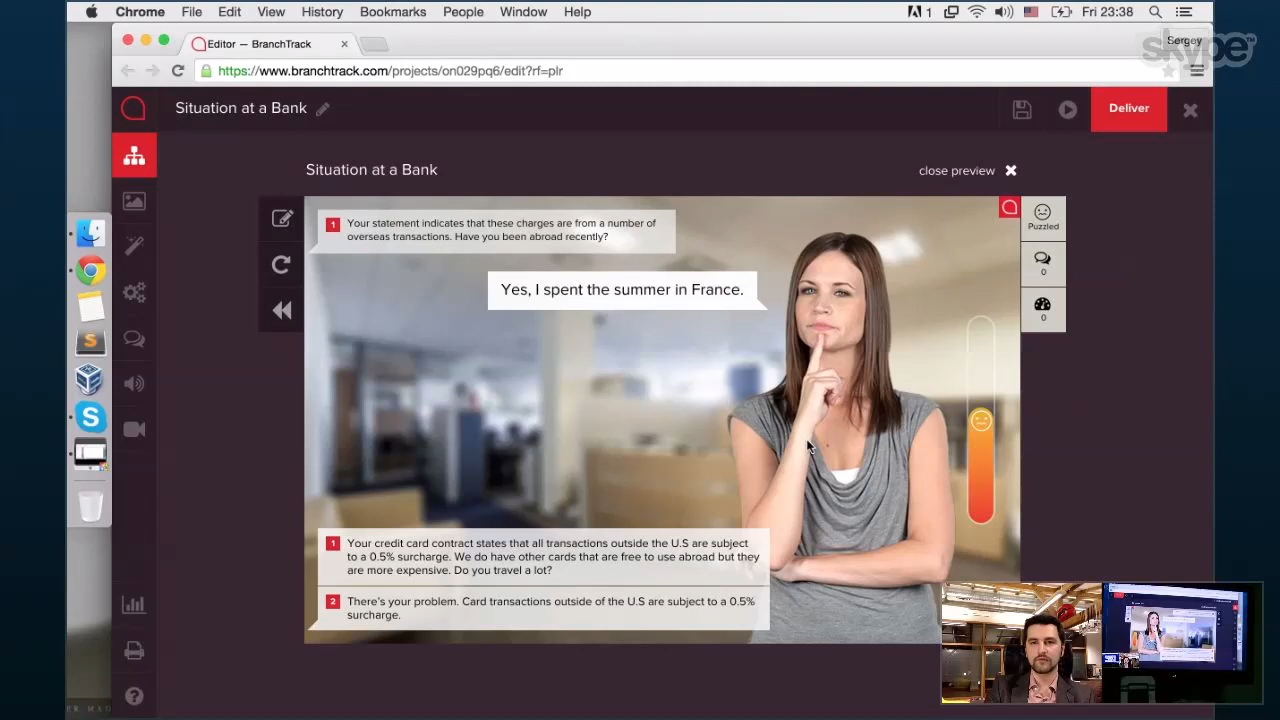 Chrome File Edit View History Bookmarks People Window Help
1 Fri 23:38
Editor — BranchTrack
Sergey
skype™
https://www.branchtrack.com/projects/on029pq6/edit?rf=plr
Situation at a Bank
Deliver
Situation at a Bank
close preview
1 Your statement indicates that these charges are from a number of
overseas transactions. Have you been abroad recently?
Puzzled
0
0
Yes, I spent the summer in France.
1 Your credit card contract states that all transactions outside the U.S are subject
to a 0.5% surcharge. We do have other cards that are free to use abroad but they
are more expensive. Do you travel a lot?
2 There's your problem. Card transactions outside of the U.S are subject to a 0.5%
surcharge.